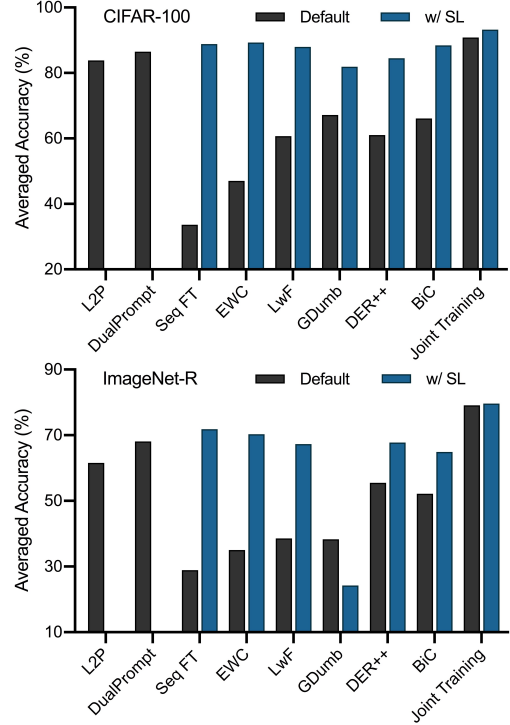 CIFAR-100
Default
w/ SL
Averaged Accuracy (%)
100
80
60
40
20
L2P
DualPrompt
Seq FT
EWC
LwF
GDumb
DER++
BiC
Joint Training
ImageNet-R
Default
w/ SL
Averaged Accuracy (%)
90
70
50
30
10
L2P
DualPrompt
Seq FT
EWC
LwF
GDumb
DER++
BiC
Joint Training